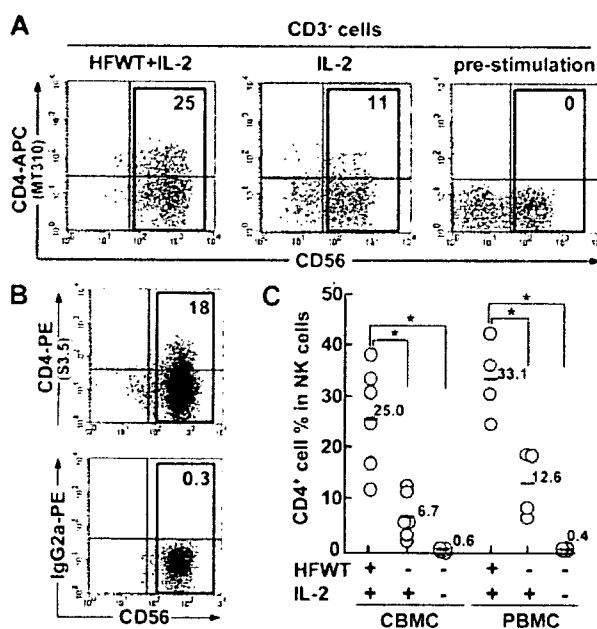 A
CD3- cells
HFWT+IL-2
IL-2
pre-stimulation
CD4-APC
(MT310)
25
11
0
CD56
B
CD4-PE
(S3.5)
18
IgG2a-PE
0.3
CD56
C
CD4+ cell % in NK cells
50
40
30
20
10
0
* *
* *
25.0
6.7
0.6
33.1
12.6
0.4
HFWT + - - + - -
IL-2 + + - + + -
CBMC PBMC